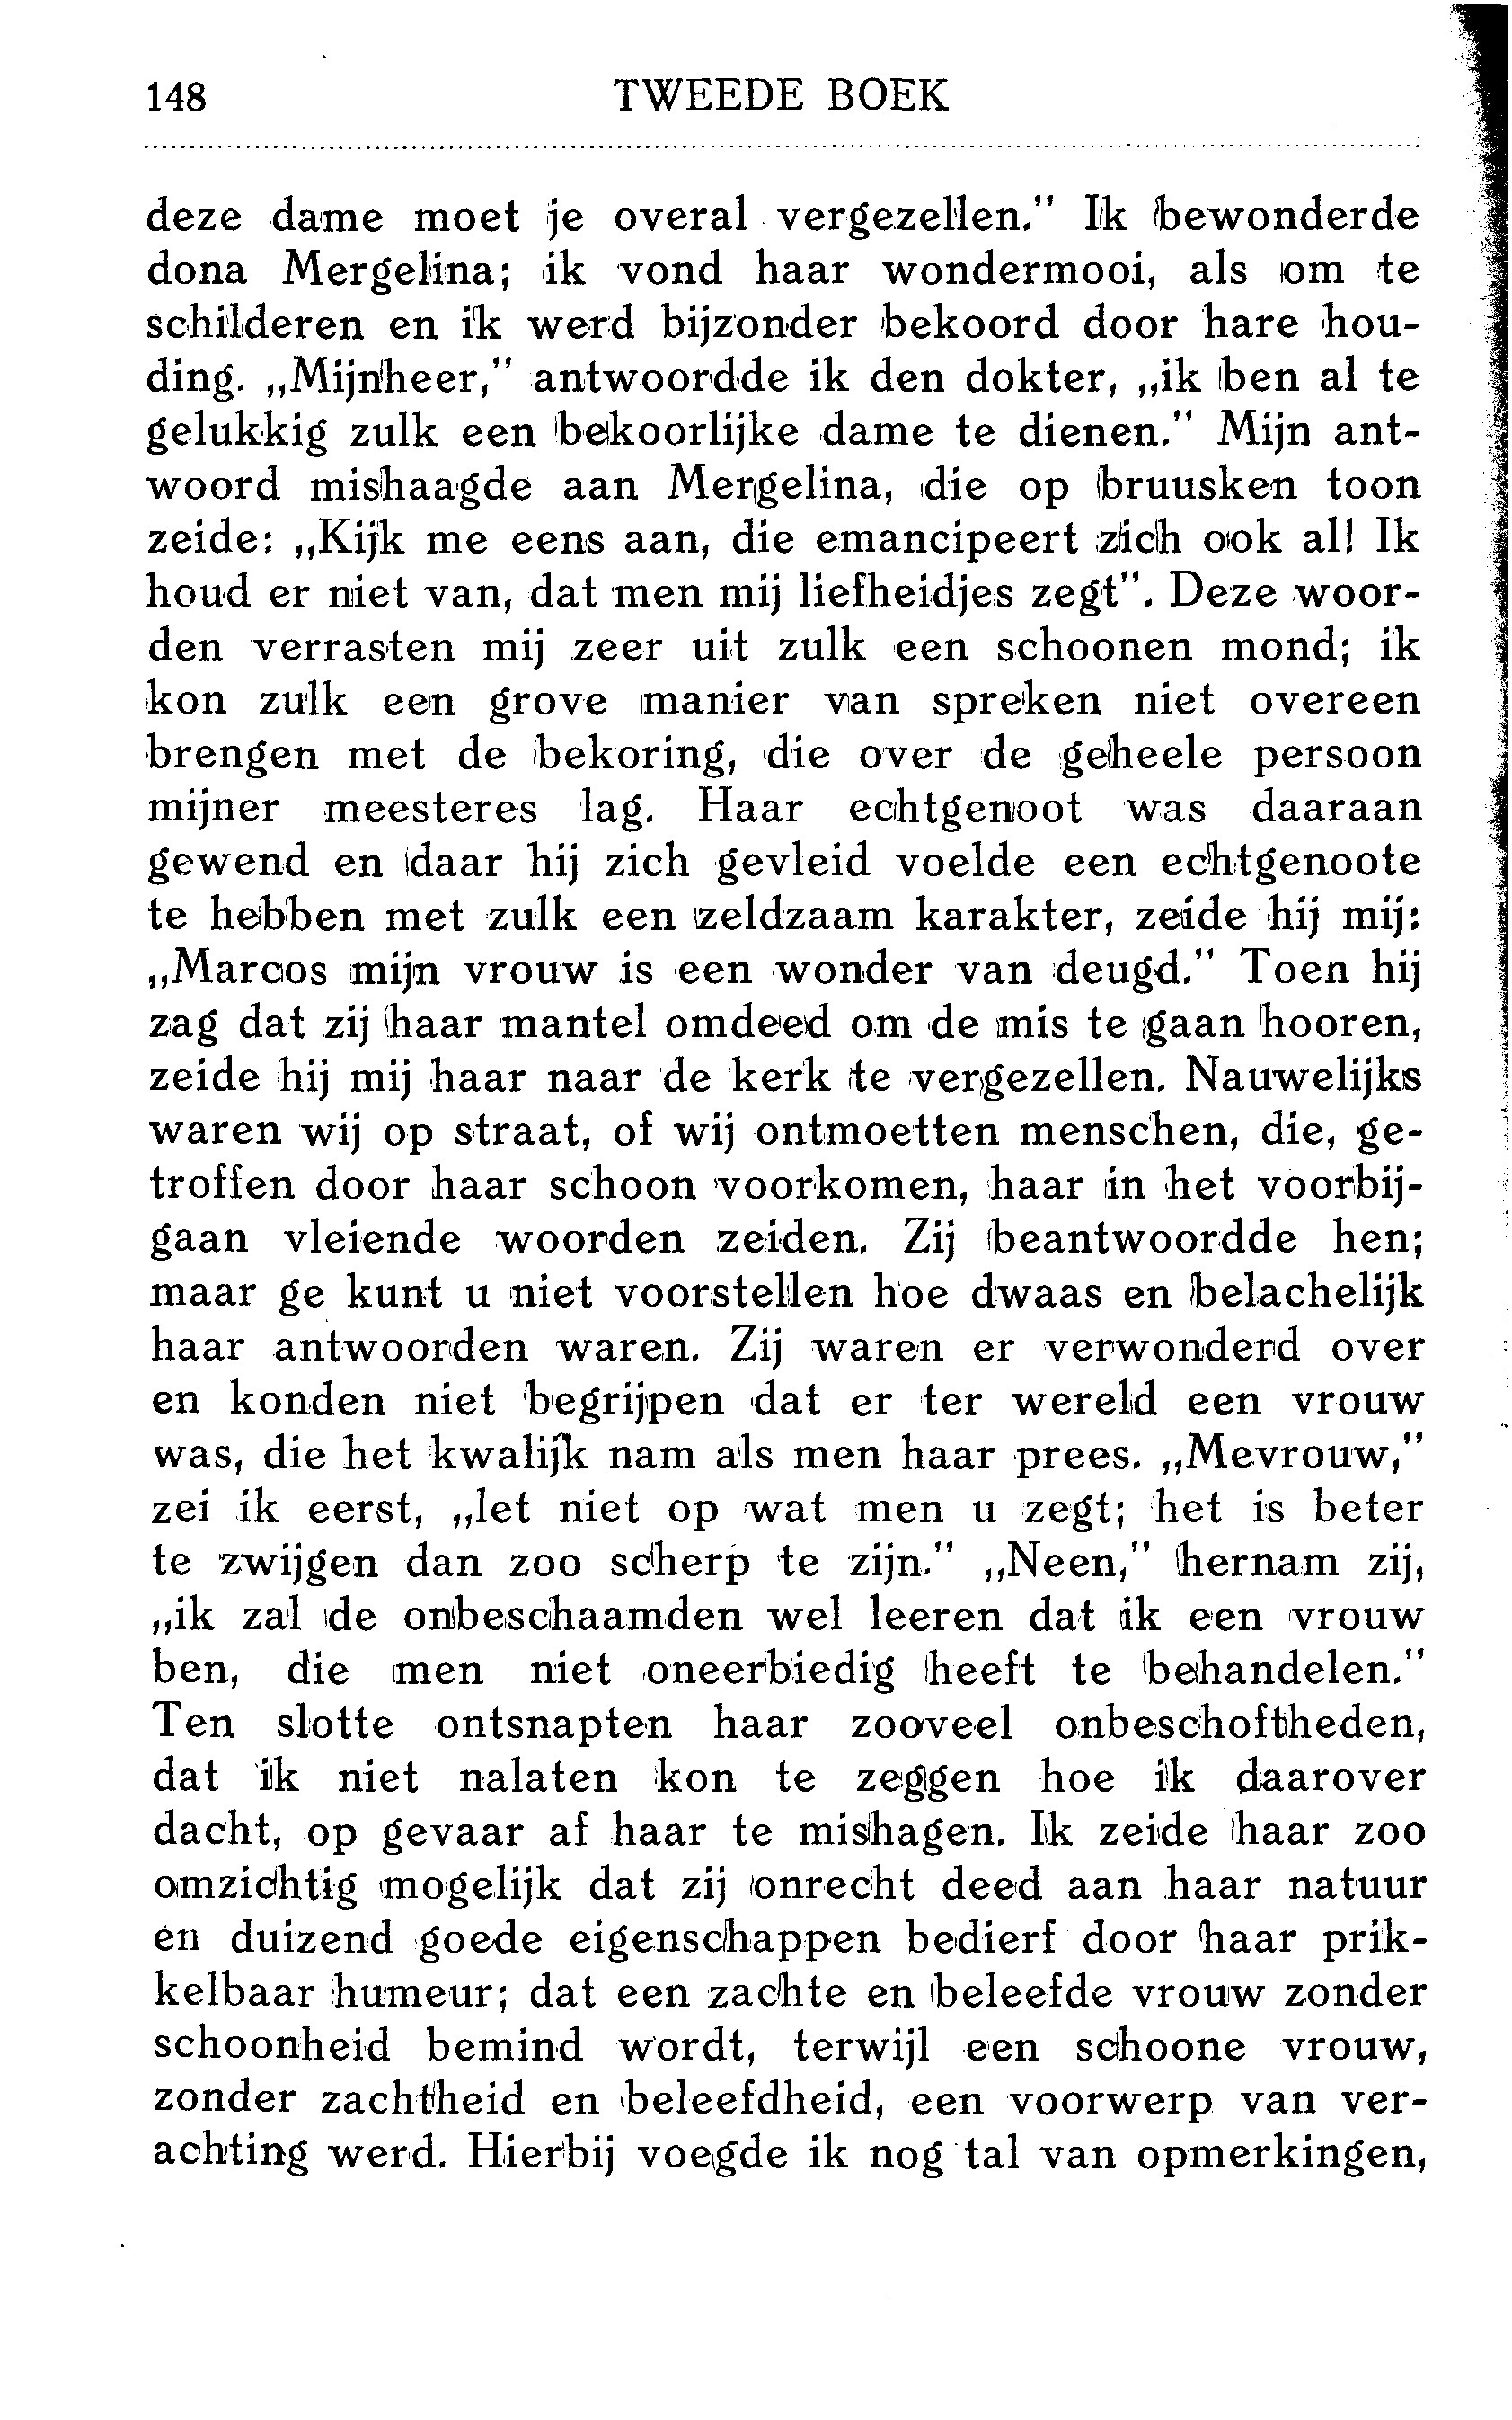 148 TWEEDE BOEK
deze dame moet je overal vergezellen." Ik bewonderde
dona Mergelina; ik vond haar wondermooi, als om te
schilderen en ik werd bijzonder bekoord door hare hou-
ding. „Mijnheer," antwoordde ik den dokter, „ik ben al te
gelukkig zulk een bekoorlijke dame te dienen." Mijn ant-
woord mishaagde aan Mergelina, die op bruusken toon
zeide: „Kijk me eens aan, die emancipeert zich ook al! Ik
houd er niet van, dat men mij liefheidjes zegt". Deze woor-
den verrasten mij zeer uit zulk een schoonen mond; ik
kon zulk een grove manier van spreken niet overeen
brengen met de bekoring, die over de geheele persoon
mijner meesteres lag. Haar echtgenoot was daaraan
gewend en daar hij zich gevleid voelde een echtgenoote
te hebben met zulk een zeldzaam karakter, zeide hij mij:
„Marcos mijn vrouw is een wonder van deugd." Toen hij
zag dat zij haar mantel omdeed om de mis te gaan hooren,
zeide hij mij haar naar de kerk te vergezellen. Nauwelijks
waren wij op straat, of wij ontmoetten menschen, die, ge-
troffen door haar schoon voorkomen, haar in het voorbij-
gaan vleiende woorden zeiden. Zij beantwoordde hen;
maar ge kunt u niet voorstellen hoe dwaas en belachelijk
haar antwoorden waren. Zij waren er verwonderd over
en konden niet begrijpen dat er ter wereld een vrouw
was, die het kwalijk nam als men haar prees. „Mevrouw,"
zei ik eerst, „let niet op wat men u zegt; het is beter
te zwijgen dan zoo scherp te zijn." „Neen," hernam zij,
„ik zal de onbeschaamden wel leeren dat ik een vrouw
ben, die men niet oneerbiedig heeft te behandelen."
Ten slotte ontsnapten haar zooveel onbeschoftheden,
dat ik niet nalaten kon te zeggen hoe ik daarover
dacht, op gevaar af haar te mishagen. Ik zeide haar zoo
omzichtig mogelijk dat zij onrecht deed aan haar natuur
en duizend goede eigenschappen bedierf door haar prik-
kelbaar humeur; dat een zachte en beleefde vrouw zonder
schoonheid bemind wordt, terwijl een schoone vrouw,
zonder zachtheid en beleefdheid, een voorwerp van ver-
achting werd. Hierbij voegde ik nog tal van opmerkingen,